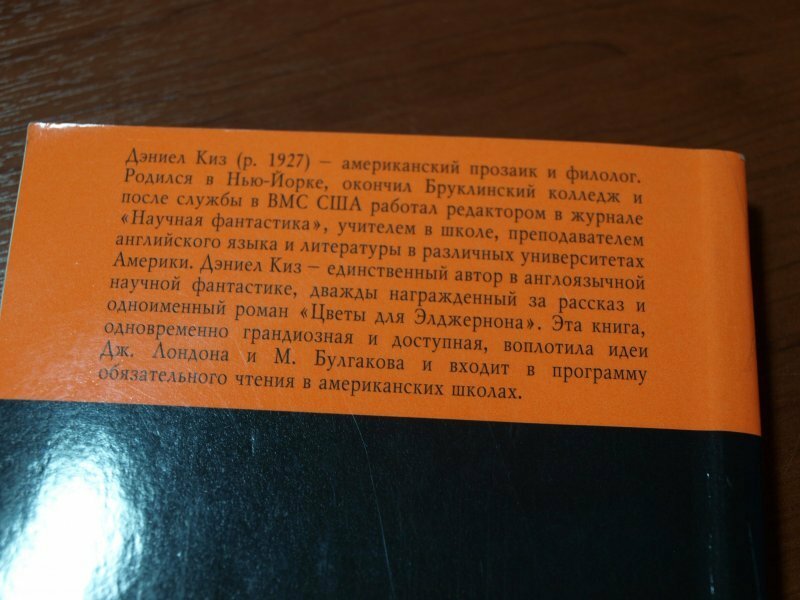 Дэниел Киз (р. 1927) – американский прозаик и филолог.
Родился в Нью-Йорке, окончил Бруклинский колледж и
после службы в ВМС США работал редактором в журнале
«Научная фантастика», учителем в школе, преподавателем
английского языка и литературы в различных университетах
Америки. Дэниел Киз – единственный автор в англоязычной
научной фантастике, дважды награжденный за рассказ и
одноименный роман «Цветы для Элджернона». Эта книга,
одновременно грандиозная и доступная, воплотила идеи
Дж. Лондона и М. Булгакова и входит в программу
обязательного чтения в американских школах.